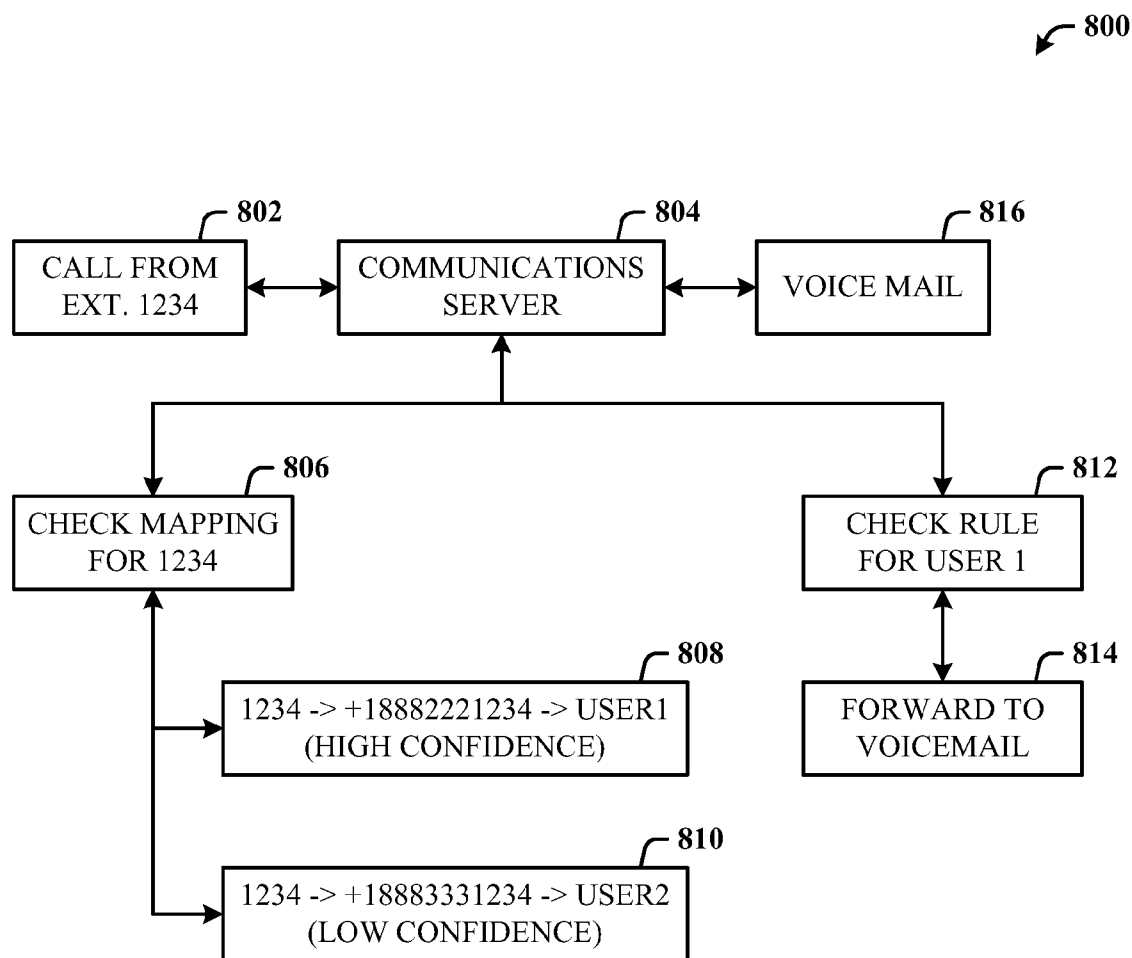 800
802
804
816
CALL FROM
EXT. 1234
COMMUNICATIONS
SERVER
VOICE MAIL
806
812
CHECK MAPPING
FOR 1234
CHECK RULE
FOR USER 1
808
814
1234 -> +18882221234 -> USER1
(HIGH CONFIDENCE)
FORWARD TO
VOICEMAIL
810
1234 -> +18883331234 -> USER2
(LOW CONFIDENCE)